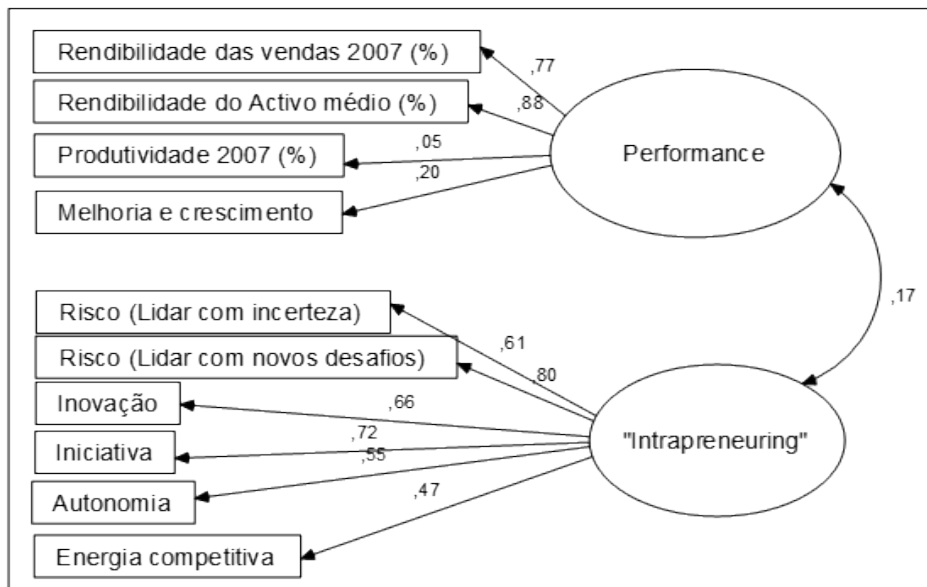 Rendibilidade das vendas 2007 (%)
,77
Rendibilidade do Activo médio (%)
,88
Produtividade 2007 (%)
,05
Performance
,20
Melhoria e crescimento
,17
Risco (Lidar com incerteza)
,61
Risco (Lidar com novos desafios)
,80
Inovação
,66
Iniciativa
,72
"Intrapreneuring"
,55
Autonomia
,47
Energia competitiva